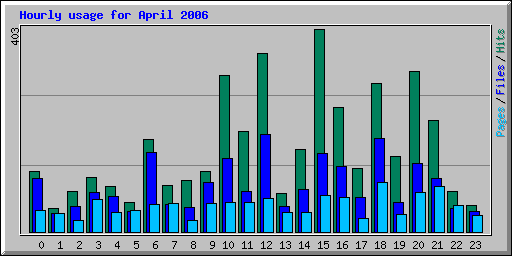 Hourly usage for April 2006
403
Pages / Files / Hits
0 1 2 3 4 5 6 7 8 9 10 11 12 13 14 15 16 17 18 19 20 21 22 23